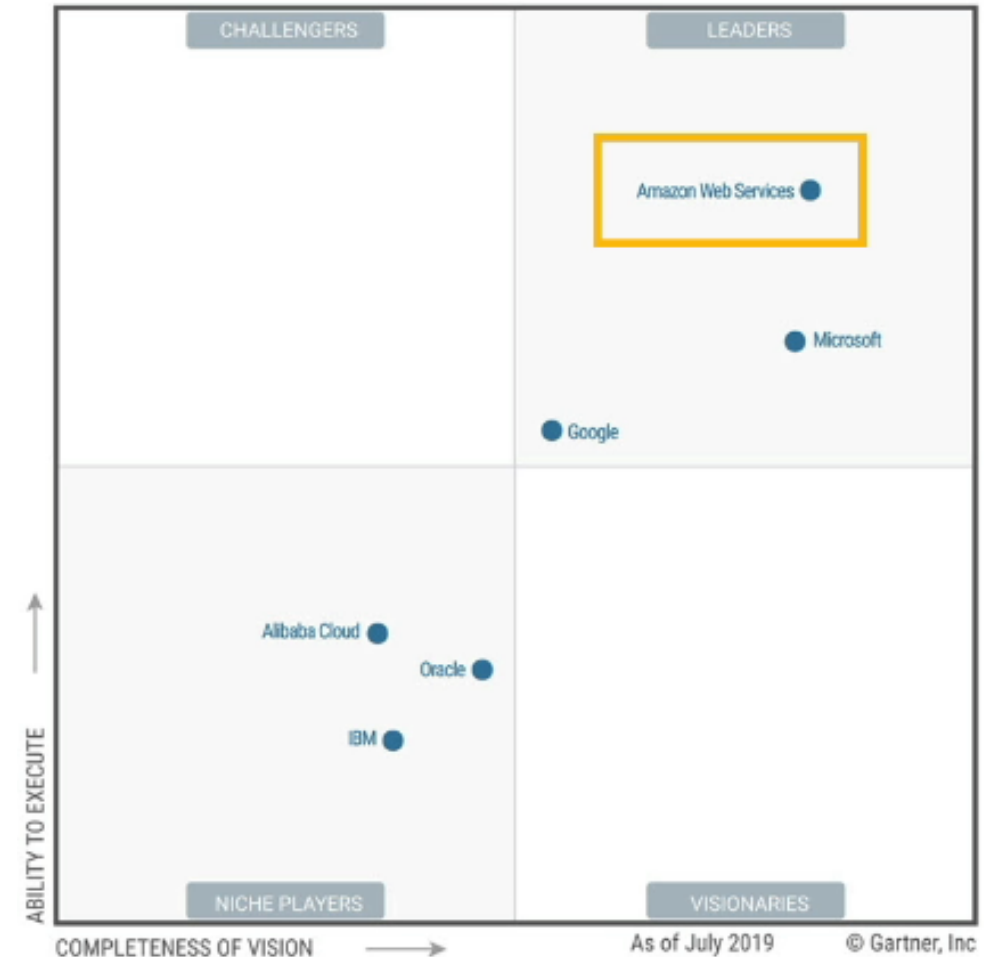 CHALLENGERS
LEADERS
Amazon Web Services
Microsoft
Google
Alibaba Cloud
Oracle
IBM
ABILITY TO EXECUTE
NICHE PLAYERS
VISIONARIES
COMPLETENESS OF VISION
As of July 2019
© Gartner, Inc